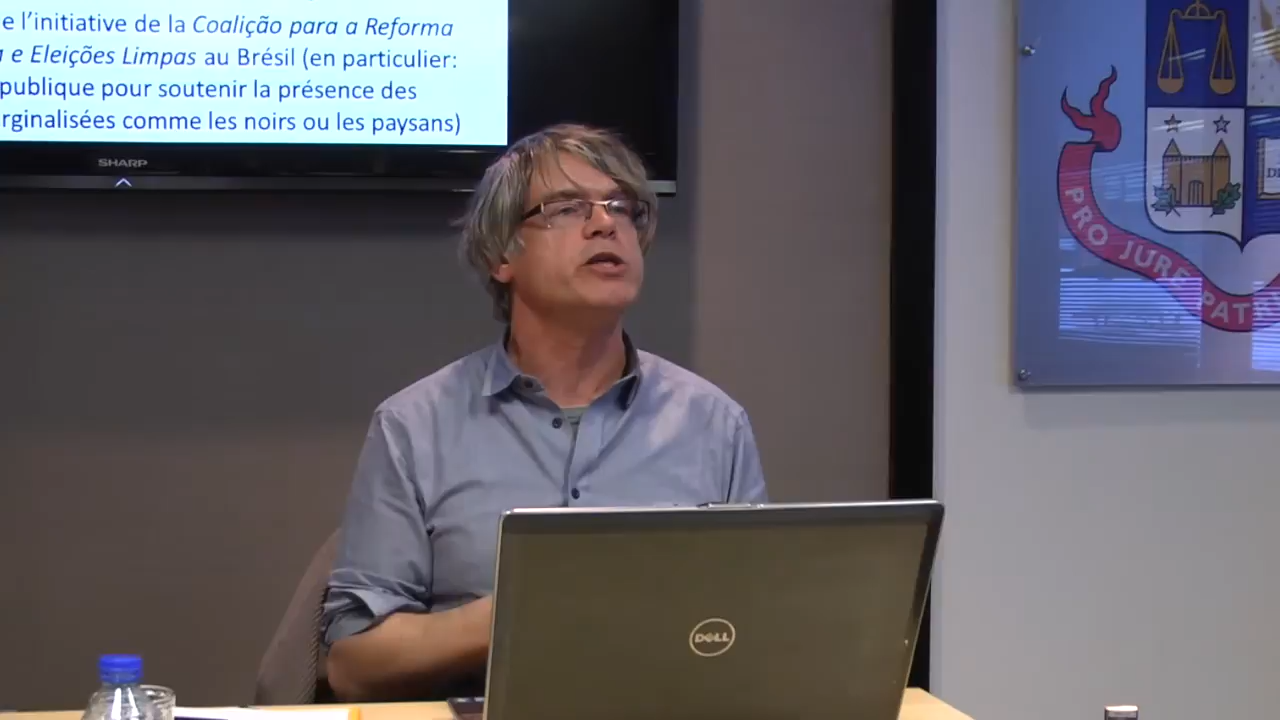 e l'initiative de la Coalição para a Reforma
e Eleições Limpas au Brésil (en particulier:
publique pour soutenir la présence des
rginalisées comme les noirs ou les paysans)
SHARP
PRO JURE PATR
DELL